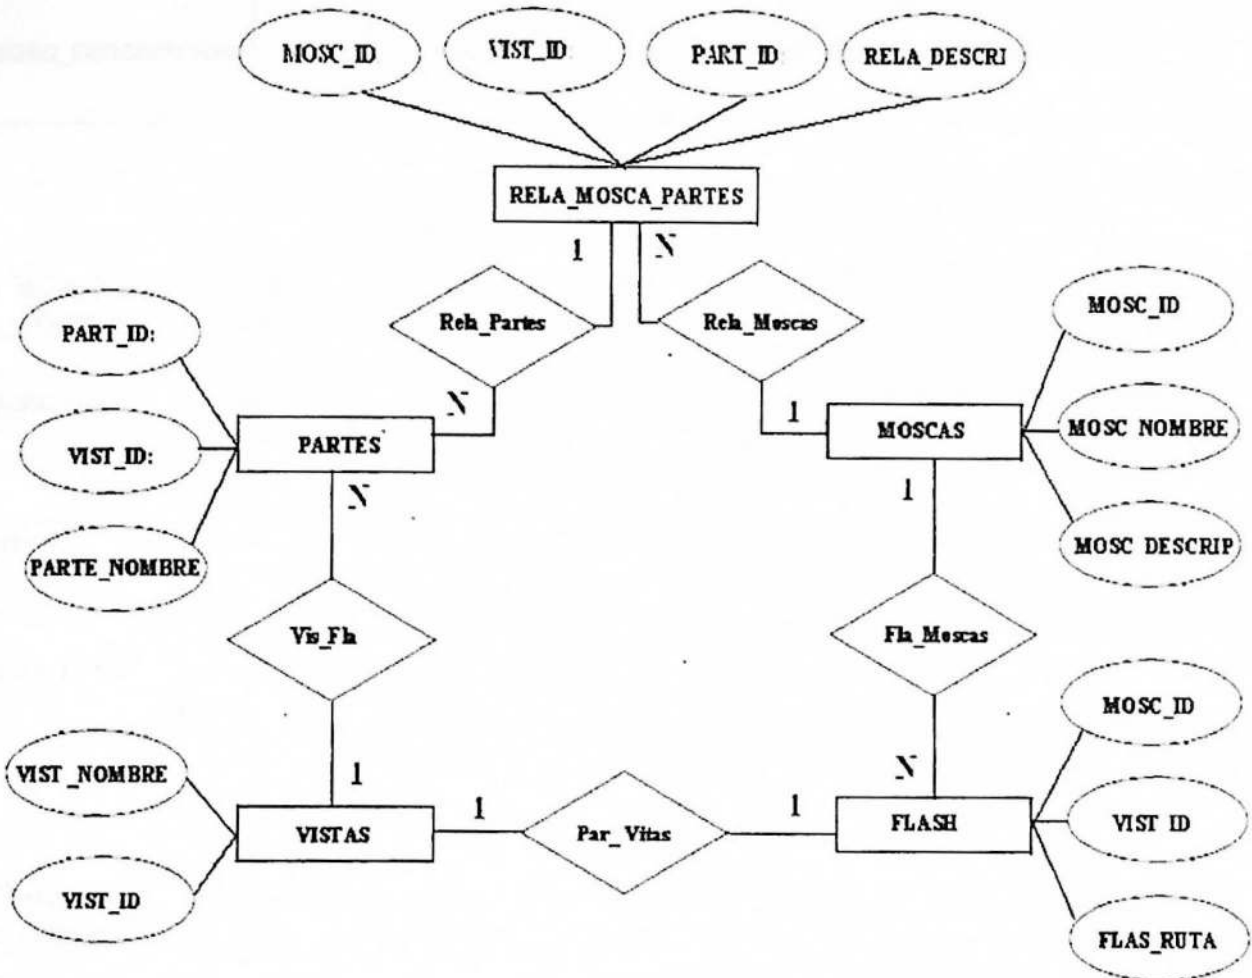 MOSC_ID
VIST_ID:
PART_ID:
RELA_DESCRI
RELA_MOSCA_PARTES
1
N
Rela_Partes
Rela_Moscas
PART_ID:
VIST_ID:
PARTE_NOMBRE
N
PARTES
1
MOSCAS
MOSC_ID
MOSC NOMBRE
MOSC DESCRIP
N
1
Vis_Fla
Fla_Moscas
1
N
VIST_NOMBRE
VIST_ID
VISTAS
1
Par_Vitas
1
FLASH
MOSC_ID
VIST ID
FLAS_RUTA